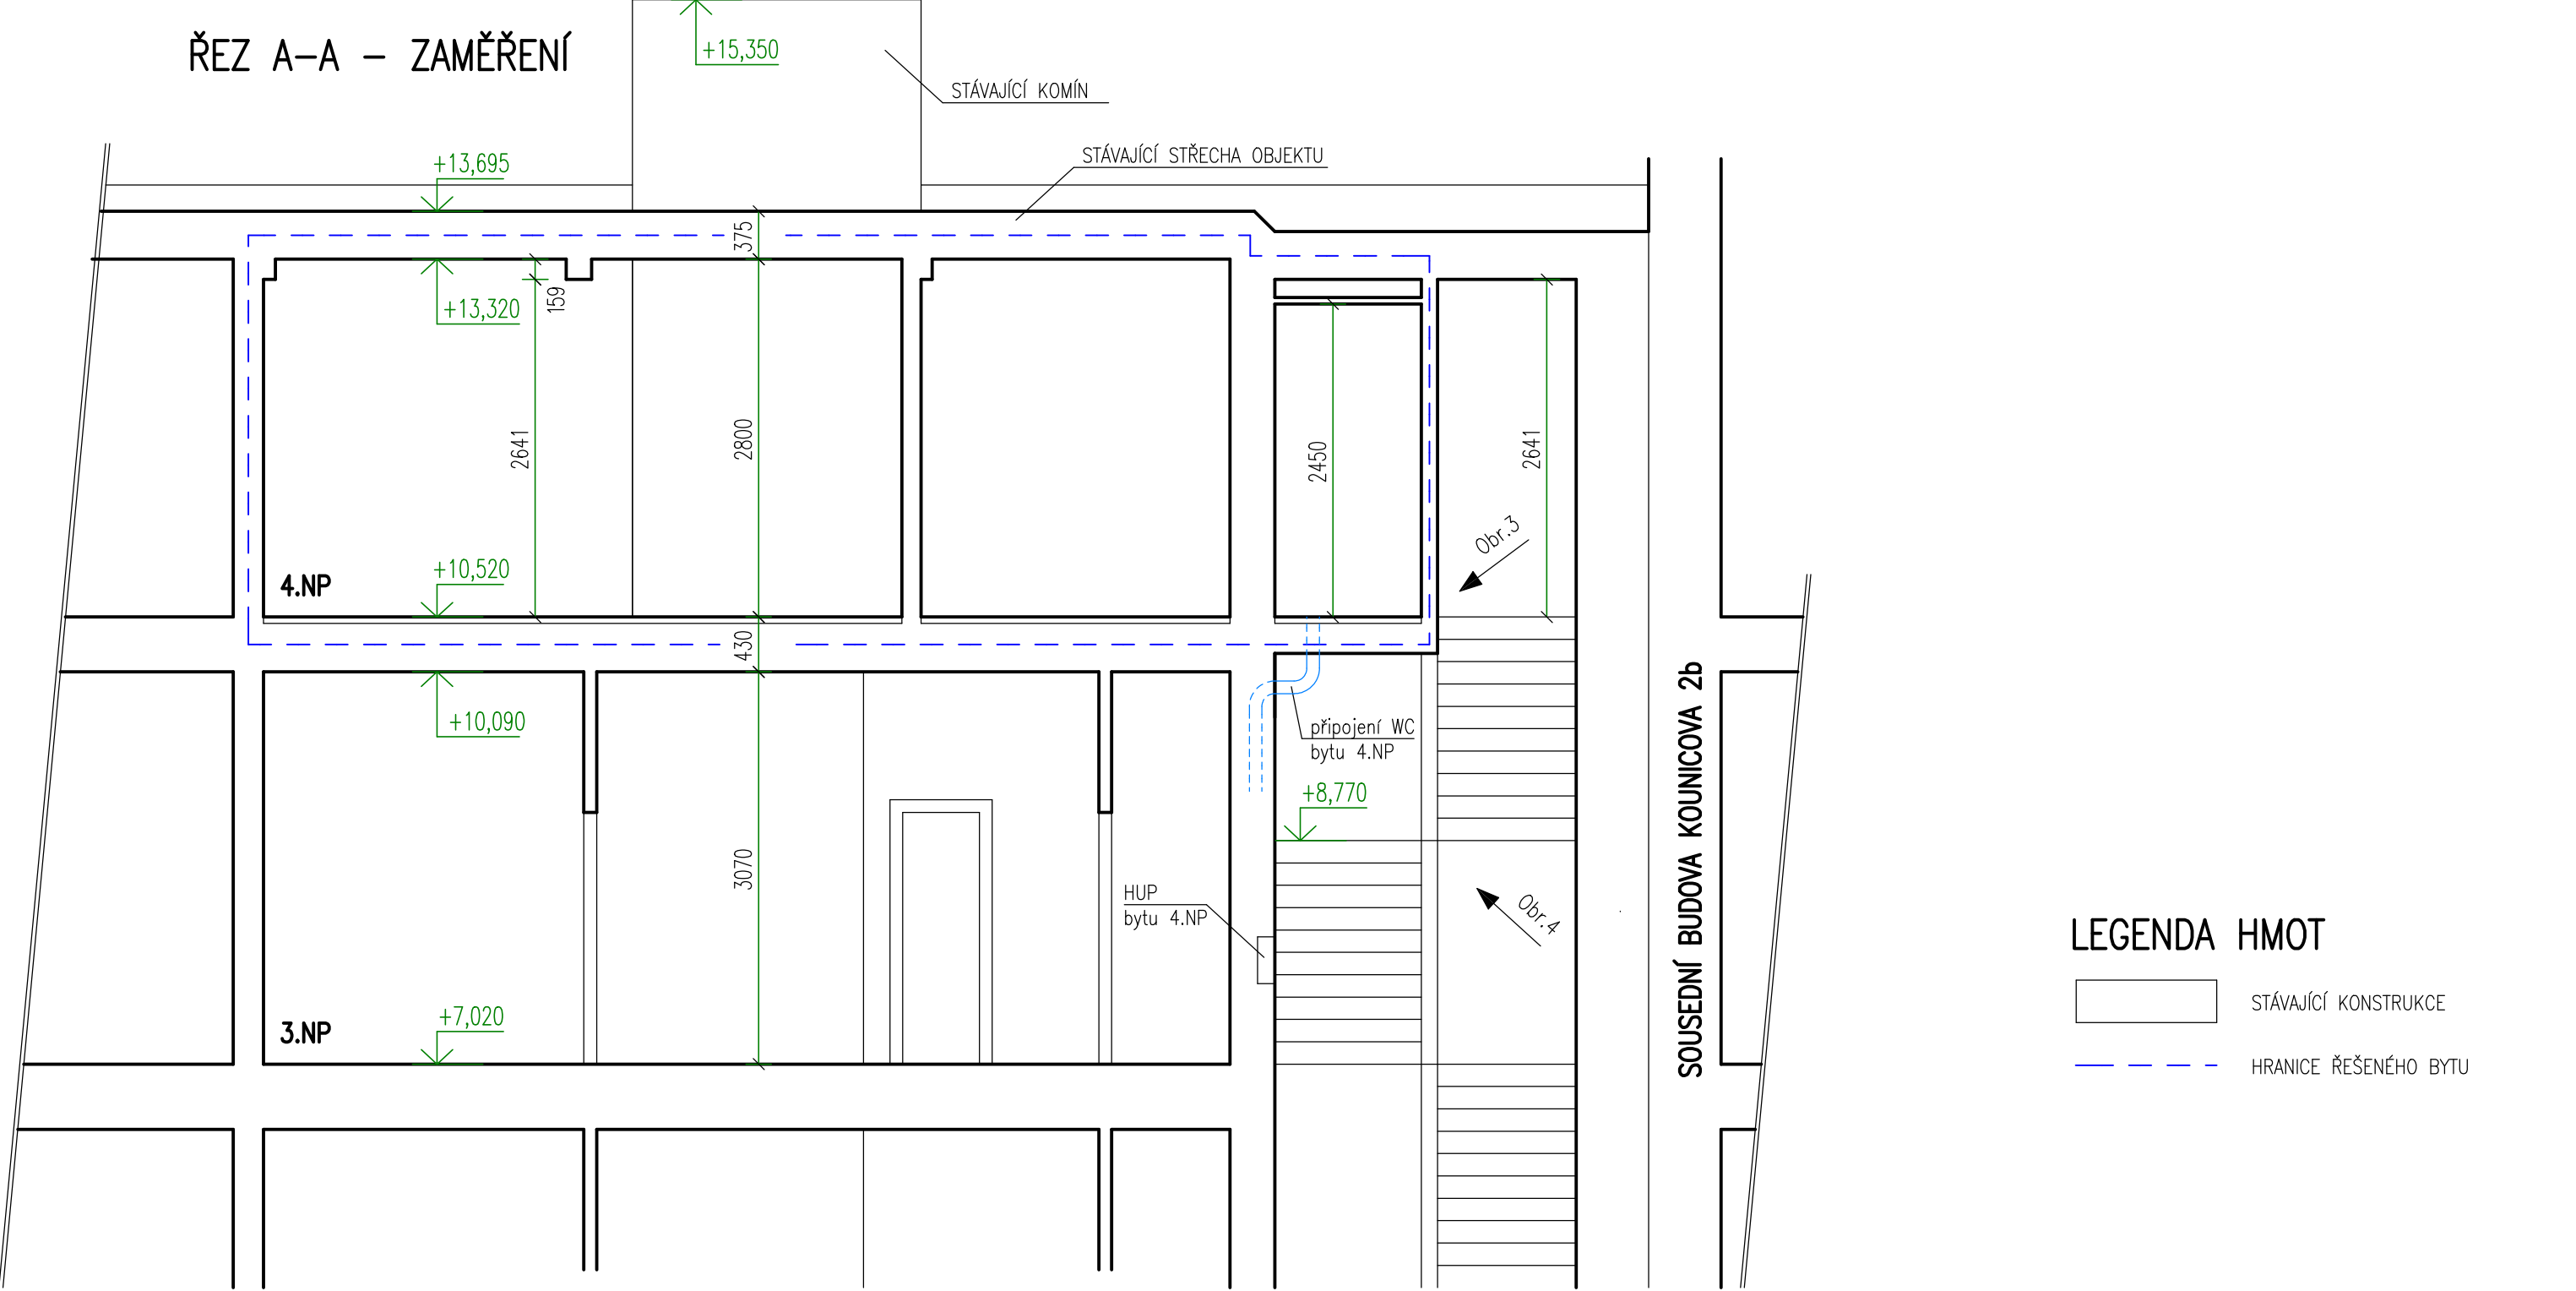 ŘEZ A-A - ZAMĚŘENÍ
+15,350
STÁVAJÍCÍ KOMÍN
STÁVAJÍCÍ STŘECHA OBJEKTU
+13,695
375
+13,320
159
2641
2800
2450
2641
Obr.3
4.NP
+10,520
430
+10,090
připojení WC
bytu 4.NP
+8,770
3070
HUP
bytu 4.NP
Obr.4
3.NP
+7,020
SOUSEDNÍ BUDOVA KOUNICOVA 2b
LEGENDA HMOT
STÁVAJÍCÍ KONSTRUKCE
HRANICE ŘEŠENÉHO BYTU